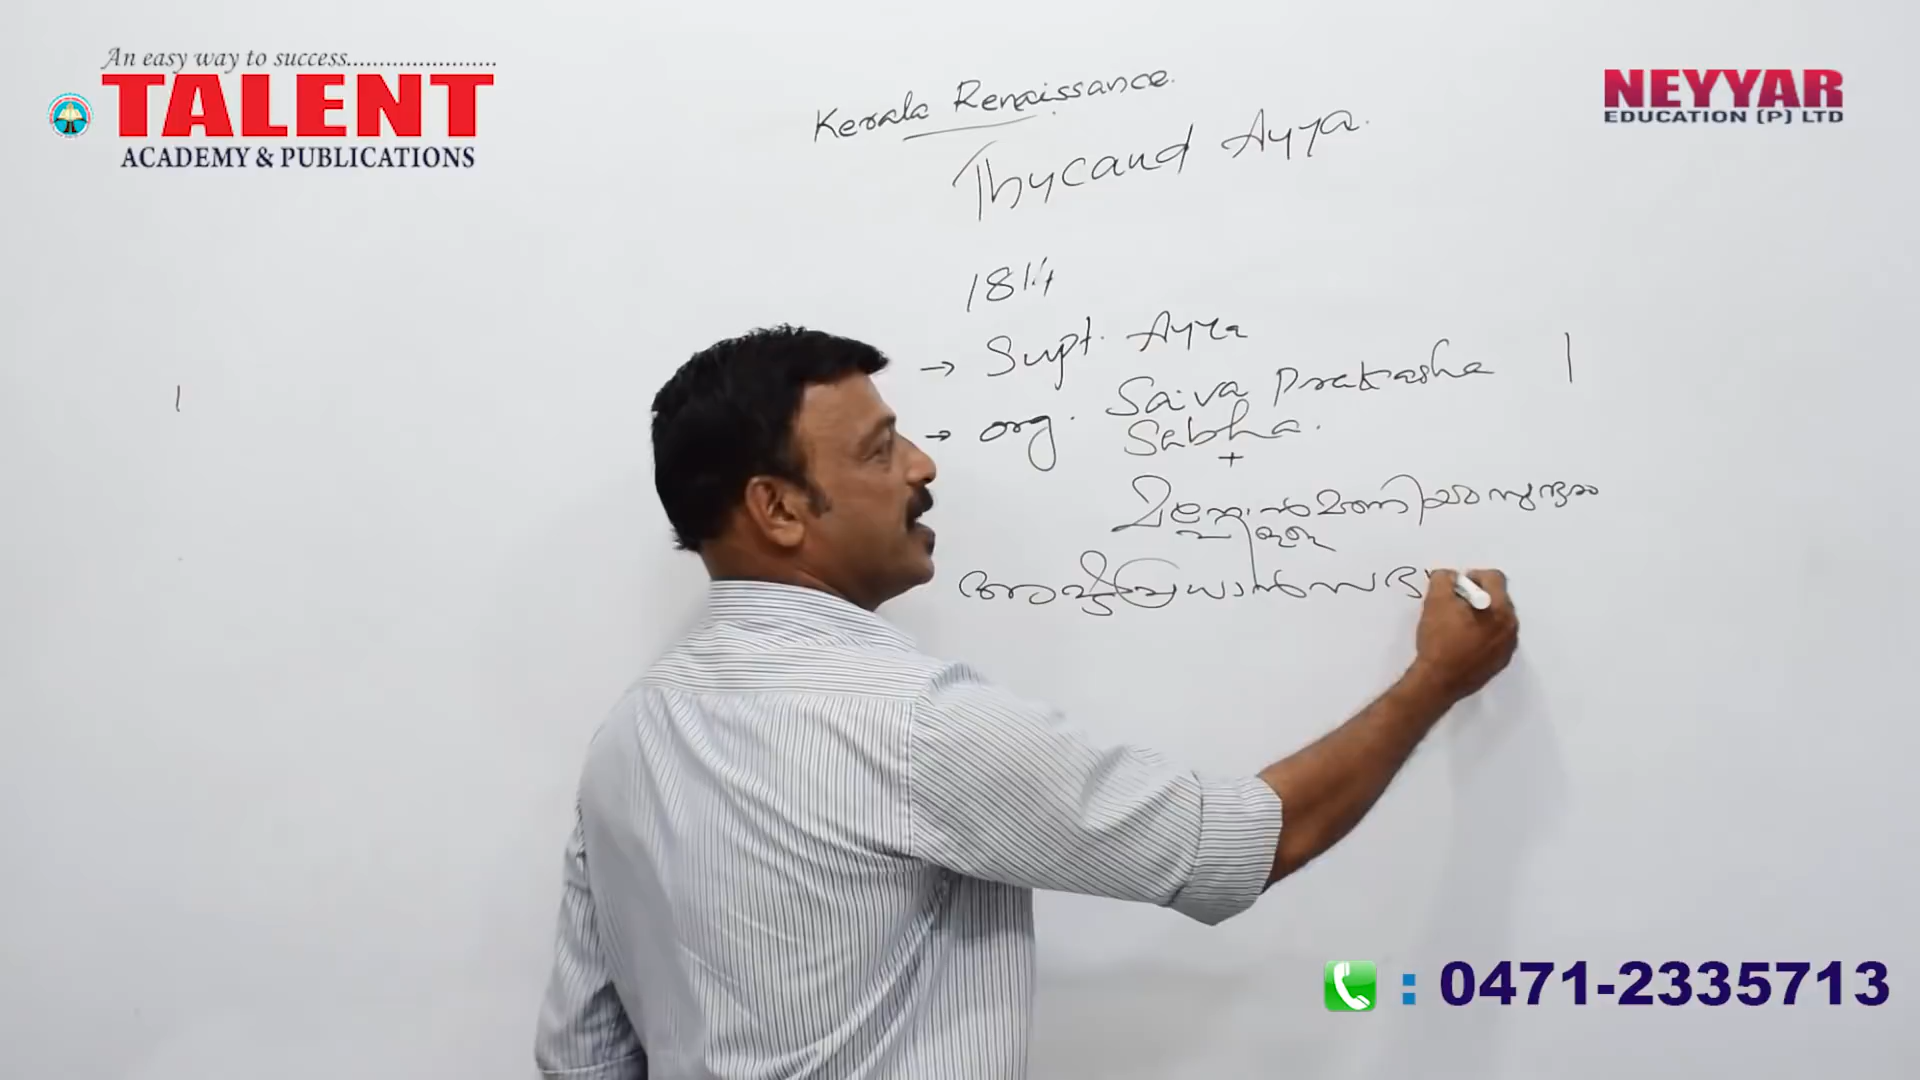 An easy way to success.......................
TALENT
ACADEMY & PUBLICATIONS
NEYYAR
EDUCATION (P) LTD
Kerala Renaissance.
Thycaud Ayya.
1814
→ Supt. Ayya
→ org. Saiva Prakasha
Sabha.
+
: 0471-2335713